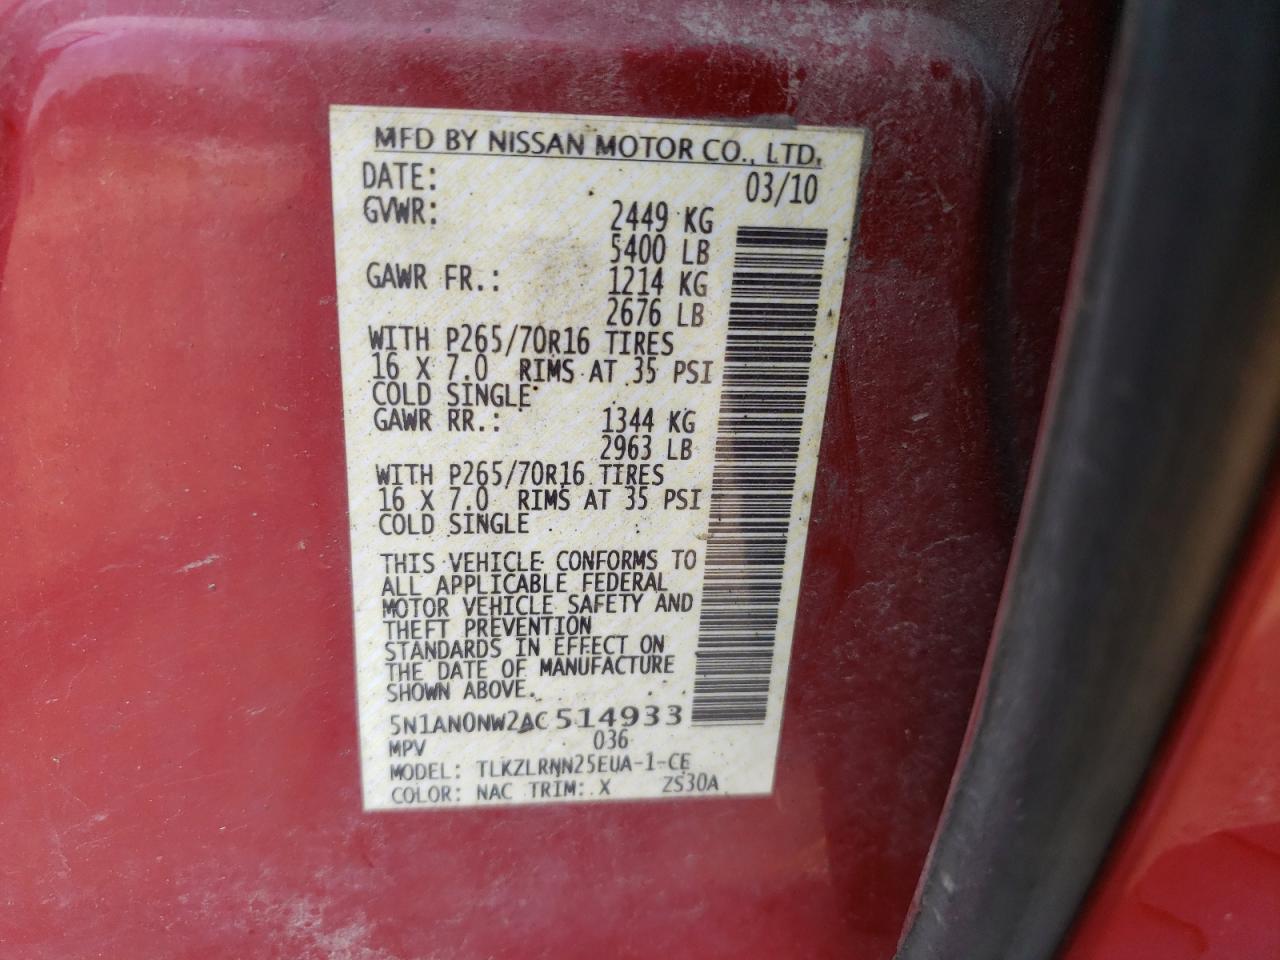 MFD BY NISSAN MOTOR CO., LTD.
DATE: 03/10
GVWR: 2449 KG
5400 LB
GAWR FR.: 1214 KG
2676 LB
WITH P265/70R16 TIRES
16 X 7.0 RIMS AT 35 PSI
COLD SINGLE
GAWR RR.: 1344 KG
2963 LB
WITH P265/70R16 TIRES
16 X 7.0 RIMS AT 35 PSI
COLD SINGLE
THIS VEHICLE CONFORMS TO
ALL APPLICABLE FEDERAL
MOTOR VEHICLE SAFETY AND
THEFT PREVENTION
STANDARDS IN EFFECT ON
THE DATE OF MANUFACTURE
SHOWN ABOVE.
5N1AN0NW2AC514933
MPV 036
MODEL: TLKZLRNN25EUA-1-CE
COLOR: NAC TRIM: X ZS30A